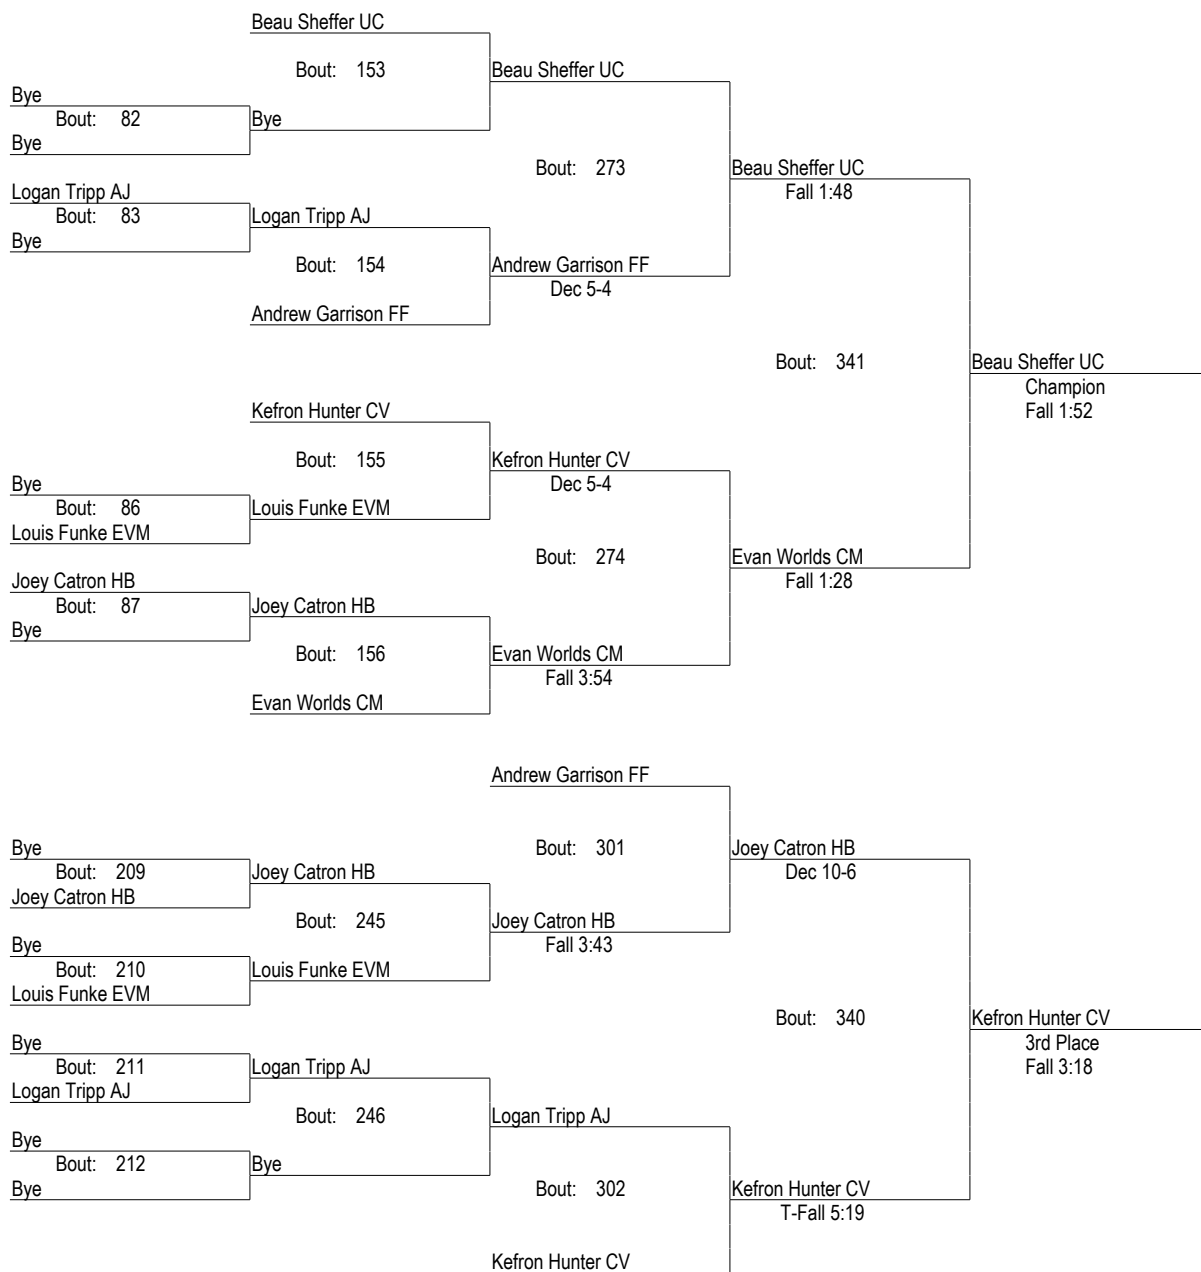 Beau Sheffer UC
Bout: 153
Beau Sheffer UC
Bye
Bout: 82
Bye
Bye
Bout: 273
Beau Sheffer UC
Fall 1:48
Logan Tripp AJ
Bout: 83
Logan Tripp AJ
Bye
Bout: 154
Andrew Garrison FF
Dec 5-4
Andrew Garrison FF
Bout: 341
Beau Sheffer UC
Champion
Fall 1:52
Kefron Hunter CV
Bout: 155
Kefron Hunter CV
Dec 5-4
Bye
Bout: 86
Louis Funke EVM
Louis Funke EVM
Bout: 274
Evan Worlds CM
Fall 1:28
Joey Catron HB
Bout: 87
Joey Catron HB
Bye
Bout: 156
Evan Worlds CM
Fall 3:54
Evan Worlds CM
Andrew Garrison FF
Bout: 301
Joey Catron HB
Dec 10-6
Bye
Bout: 209
Joey Catron HB
Joey Catron HB
Bout: 245
Joey Catron HB
Fall 3:43
Bye
Bout: 210
Louis Funke EVM
Louis Funke EVM
Bout: 340
Kefron Hunter CV
3rd Place
Fall 3:18
Bye
Bout: 211
Logan Tripp AJ
Logan Tripp AJ
Bout: 246
Logan Tripp AJ
Bye
Bout: 212
Bye
Bye
Bout: 302
Kefron Hunter CV
T-Fall 5:19
Kefron Hunter CV